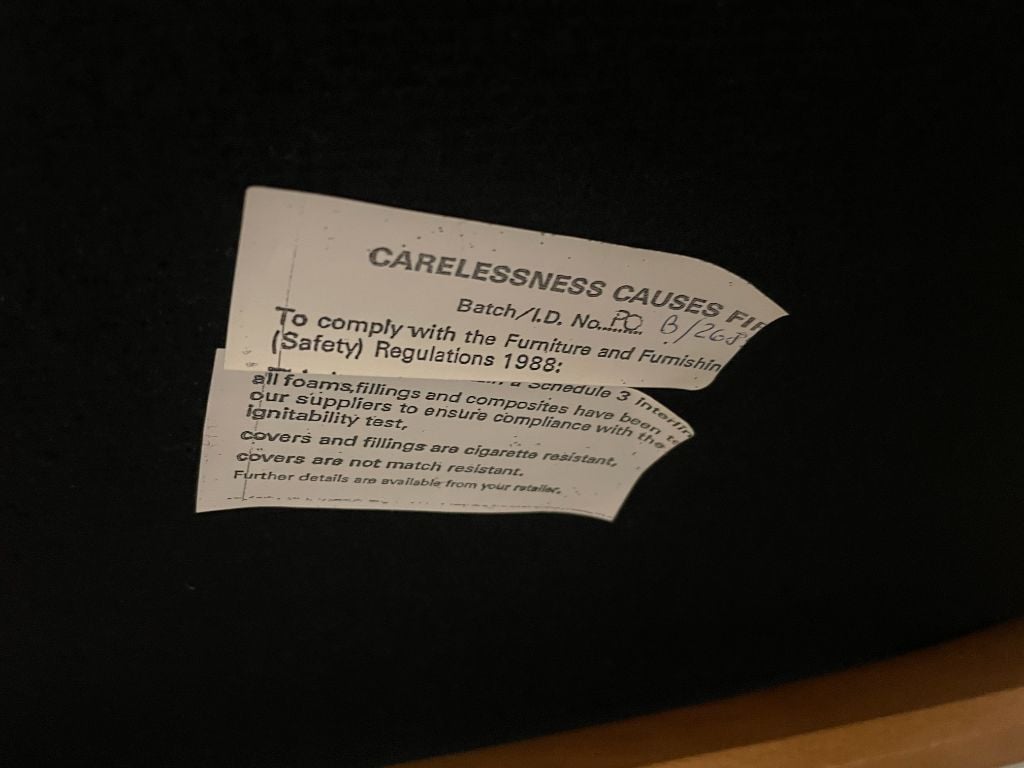 CARELESSNESS CAUSES FI
Batch/I.D. No....... PO B/268
To comply with the Furniture and Furnishin
(Safety) Regulations 1988:
a Schedule 3 Interlin
all foams,fillings and composites have been te
our suppliers to ensure compliance with the
ignitability test,
covers and fillings are cigarette resistant,
covers are not match resistant.
Further details are available from your retailer.